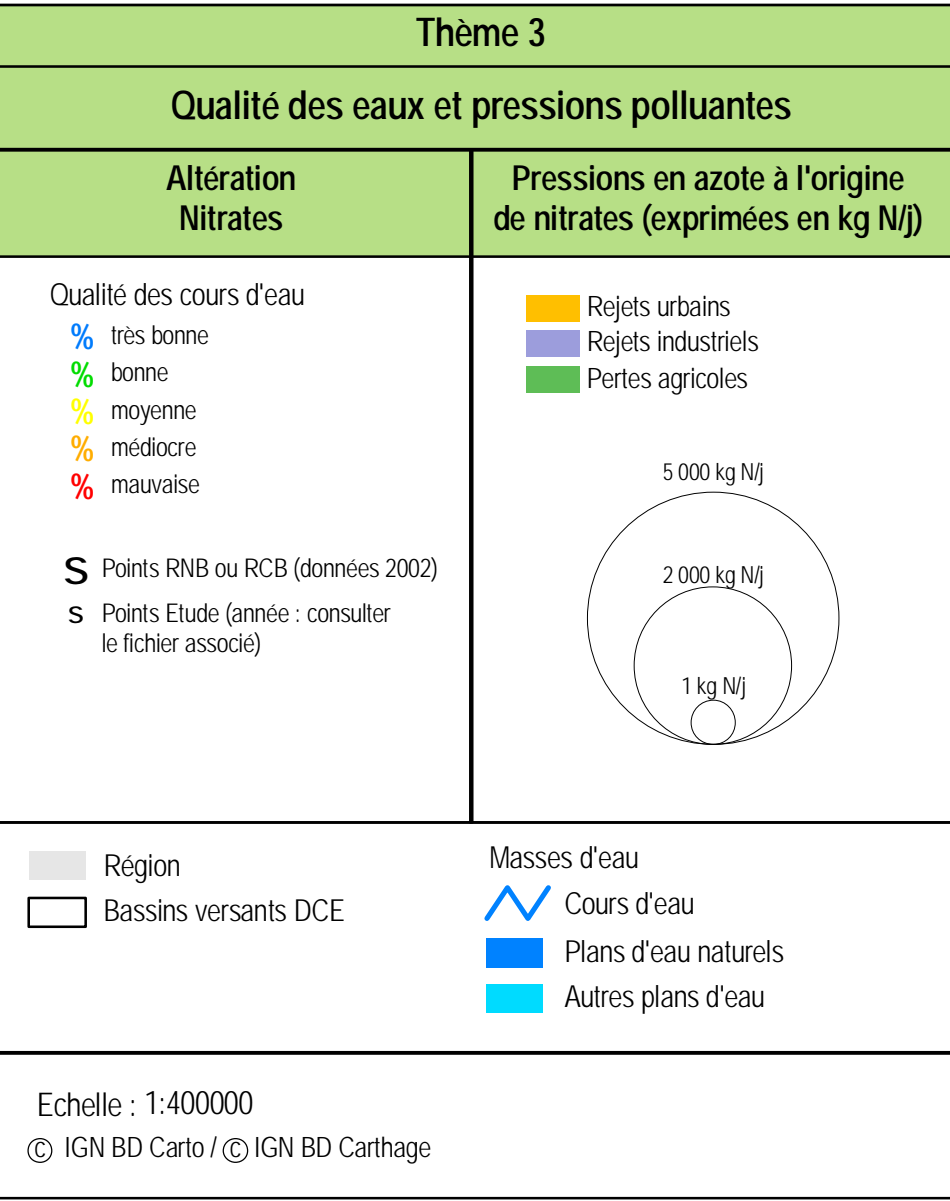 Thème 3
Qualité des eaux et pressions polluantes
Altération
Nitrates
Pressions en azote à l'origine
de nitrates (exprimées en kg N/j)
Qualité des cours d'eau
% très bonne
% bonne
% moyenne
% médiocre
% mauvaise
S Points RNB ou RCB (données 2002)
s Points Etude (année : consulter
le fichier associé)
Rejets urbains
Rejets industriels
Pertes agricoles
5 000 kg N/j
2 000 kg N/j
1 kg N/j
Région
Bassins versants DCE
Masses d'eau
Cours d'eau
Plans d'eau naturels
Autres plans d'eau
Echelle : 1:400000
© IGN BD Carto / © IGN BD Carthage